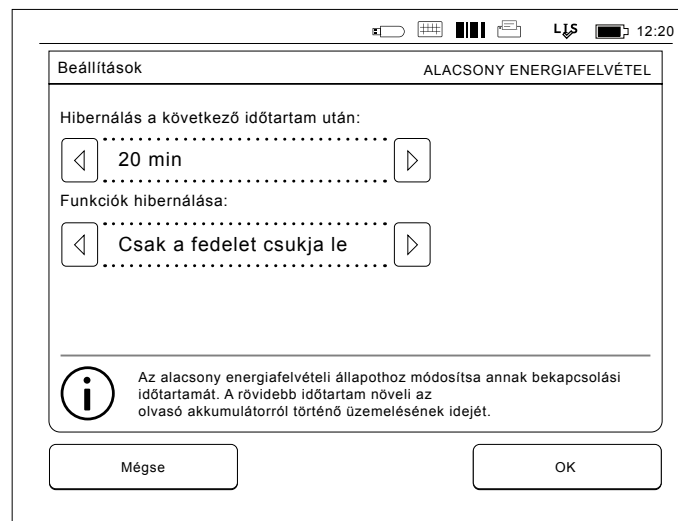 LIS 12:20
Beállítások ALACSONY ENERGIAFELVÉTEL
Hibernálás a következő időtartam után:
20 min
Funkciók hibernálása:
Csak a fedelet csukja le
Az alacsony energiafelvételi állapothoz módosítsa annak bekapcsolási
időtartamát. A rövidebb időtartam növeli az
olvasó akkumulátorról történő üzemelésének idejét.
Mégse OK